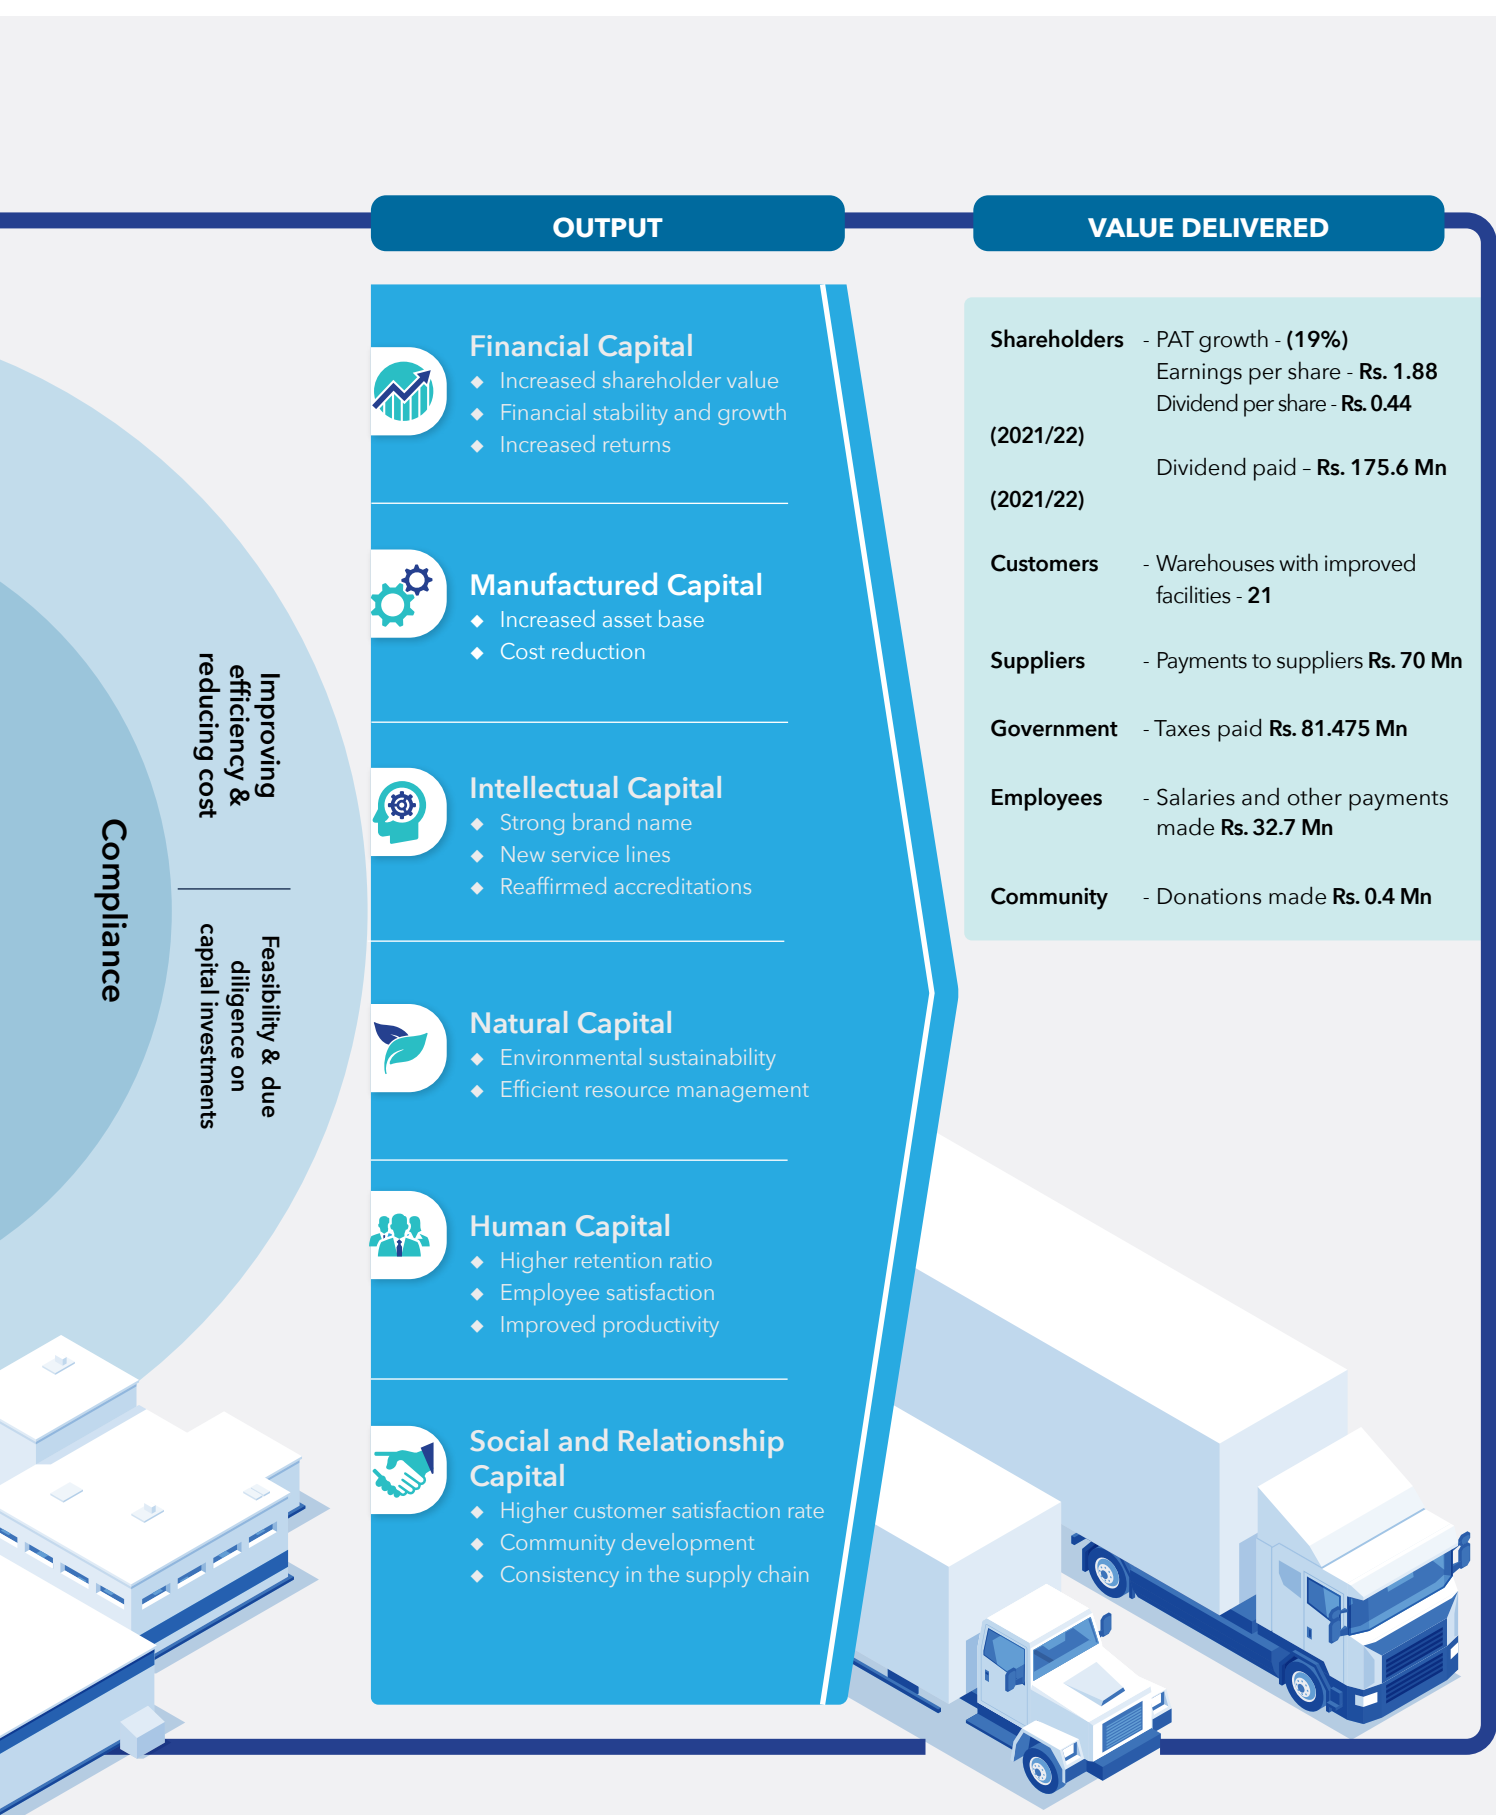 OUTPUT
VALUE DELIVERED
Compliance
Improving
efficiency &
reducing cost
Feasibility & due
diligence on
capital investments
Financial Capital
◆ Increased shareholder value
◆ Financial stability and growth
◆ Increased returns
Manufactured Capital
◆ Increased asset base
◆ Cost reduction
Intellectual Capital
◆ Strong brand name
◆ New service lines
◆ Reaffirmed accreditations
Natural Capital
◆ Environmental sustainability
◆ Efficient resource management
Human Capital
◆ Higher retention ratio
◆ Employee satisfaction
◆ Improved productivity
Social and Relationship
Capital
◆ Higher customer satisfaction rate
◆ Community development
◆ Consistency in the supply chain
Shareholders - PAT growth - (19%)
Earnings per share - Rs. 1.88
Dividend per share - Rs. 0.44
(2021/22)
Dividend paid – Rs. 175.6 Mn
(2021/22)
Customers - Warehouses with improved
facilities - 21
Suppliers - Payments to suppliers Rs. 70 Mn
Government - Taxes paid Rs. 81.475 Mn
Employees - Salaries and other payments
made Rs. 32.7 Mn
Community - Donations made Rs. 0.4 Mn